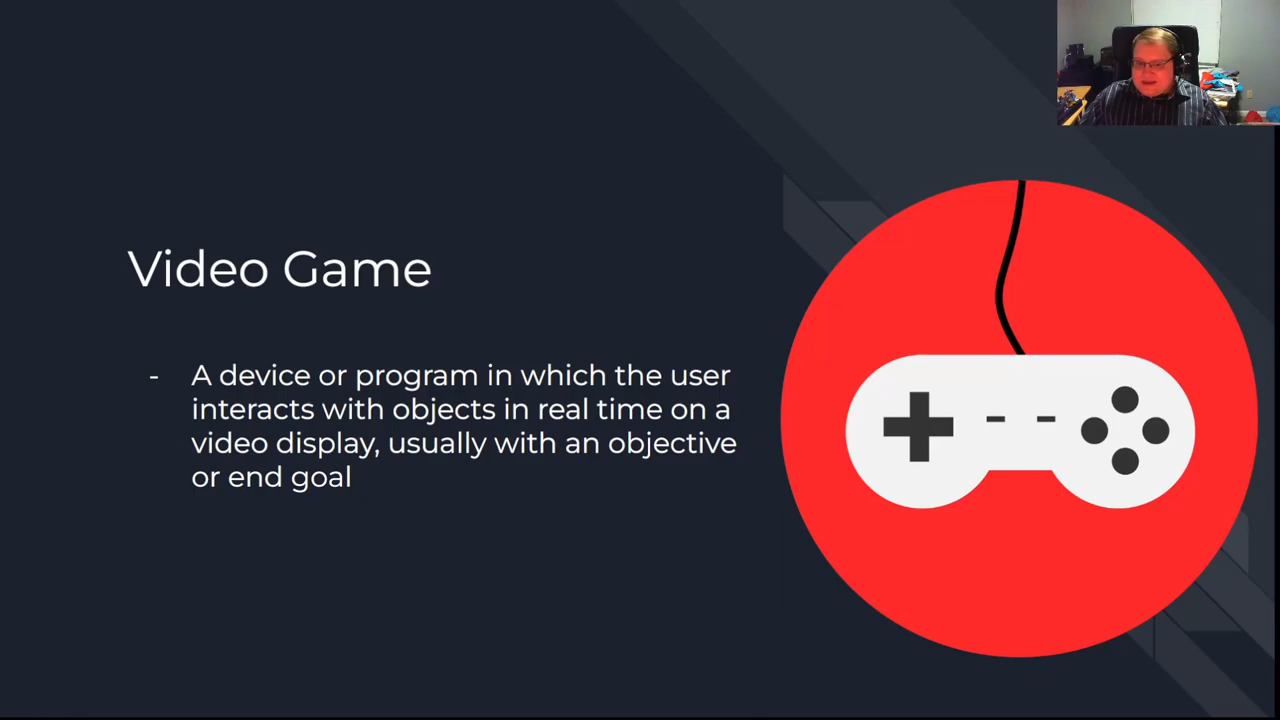 Video Game
- A device or program in which the user
interacts with objects in real time on a
video display, usually with an objective
or end goal